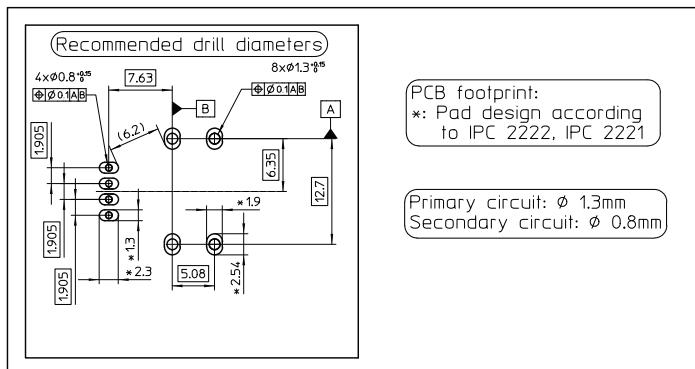 Recommended drill diameters
4xø0.8 +0.15 0
⌖ ø 0.1 A B
7.63
8xø1.3 +0.15 0
⌖ ø 0.1 A B
B
A
(6.2)
1.905
6.35
12.7
1.905
*1.9
*1.3
*2.3
5.08
*2.54
1.905
PCB footprint:
*: Pad design according
to IPC 2222, IPC 2221
Primary circuit: ø 1.3mm
Secondary circuit: ø 0.8mm